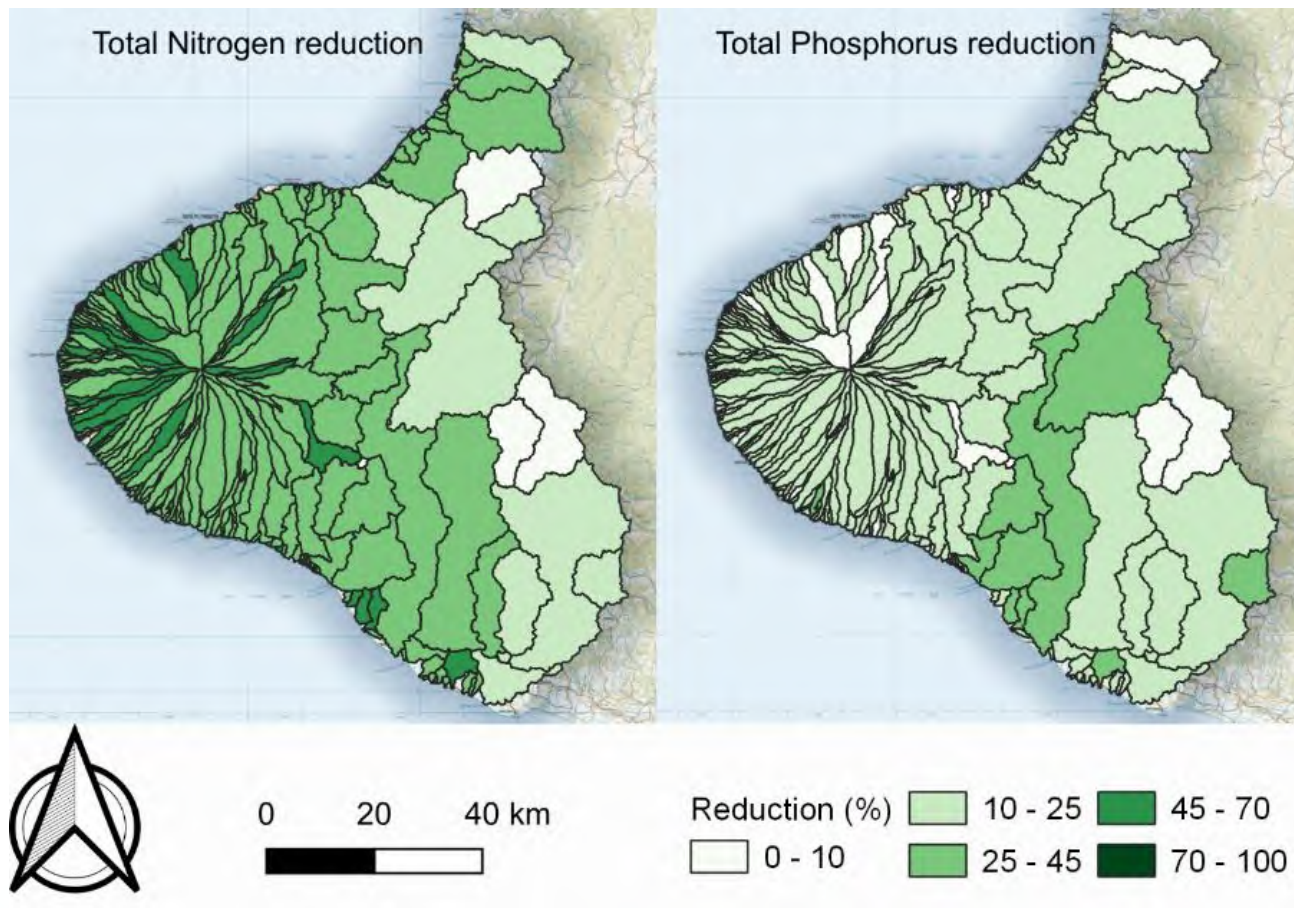 Total Nitrogen reduction
Total Phosphorus reduction
0 20 40 km
Reduction (%)
0 - 10
10 - 25
25 - 45
45 - 70
70 - 100